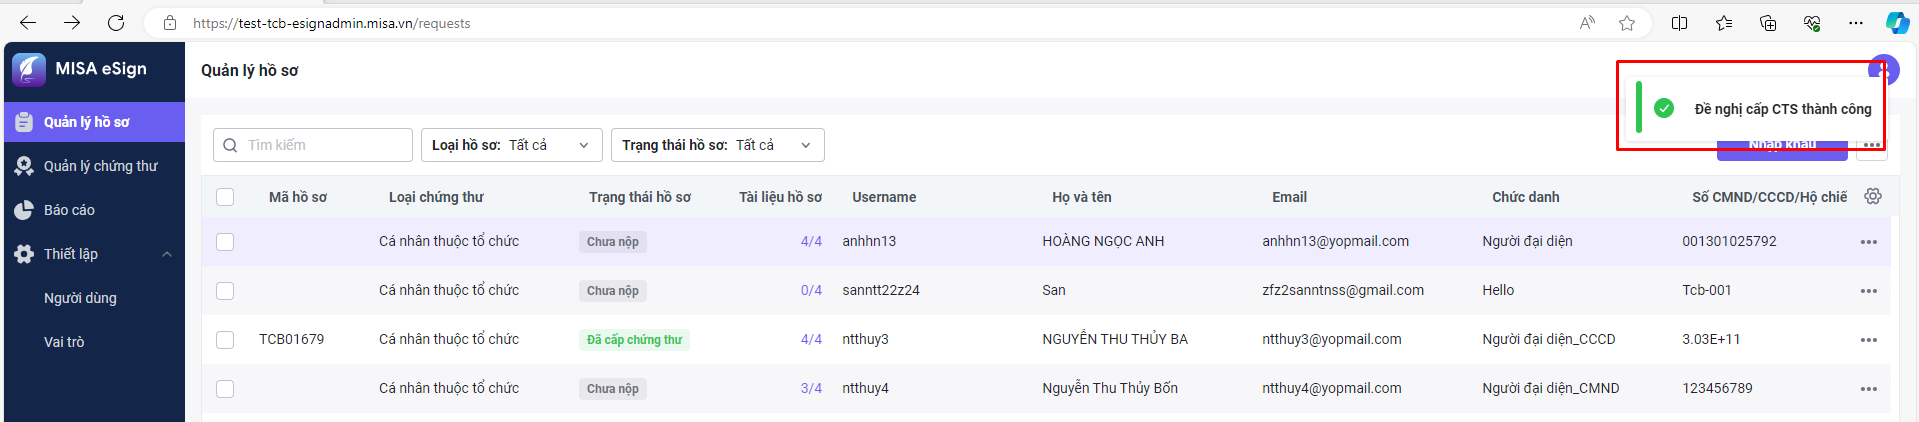 https://test-tcb-esignadmin.misa.vn/requests
MISA eSign
Quản lý hồ sơ
Đề nghị cấp CTS thành công
Quản lý hồ sơ
Quản lý chứng thư
Báo cáo
Thiết lập
Người dùng
Vai trò
Tìm kiếm
Loại hồ sơ: Tất cả
Trạng thái hồ sơ: Tất cả
Nhập khẩu
Mã hồ sơ Loại chứng thư Trạng thái hồ sơ Tài liệu hồ sơ Username Họ và tên Email Chức danh Số CMND/CCCD/Hộ chiế
Cá nhân thuộc tổ chức Chưa nộp 4/4 anhhn13 HOÀNG NGỌC ANH anhhn13@yopmail.com Người đại diện 001301025792
Cá nhân thuộc tổ chức Chưa nộp 0/4 sanntt22z24 San zfz2sanntnss@gmail.com Hello Tcb-001
TCB01679 Cá nhân thuộc tổ chức Đã cấp chứng thư 4/4 ntthuy3 NGUYỄN THU THỦY BA ntthuy3@yopmail.com Người đại diện_CCCD 3.03E+11
Cá nhân thuộc tổ chức Chưa nộp 3/4 ntthuy4 Nguyễn Thu Thủy Bốn ntthuy4@yopmail.com Người đại diện_CMND 123456789